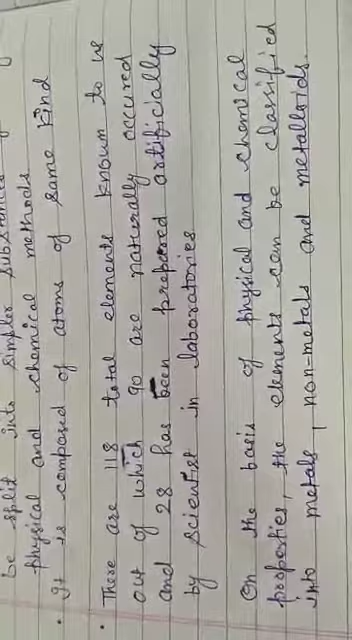 be split into simpler substances
physical and chemical methods
• It is composed of atoms of same kind
• There are 118 total elements known to us
out of which 90 are naturally occured
and 28 has been prepared artificially
by scientist in laboratories
On the basis of physical and chemical
properties, the elements can be classified
into metals, non-metals and metalloids.